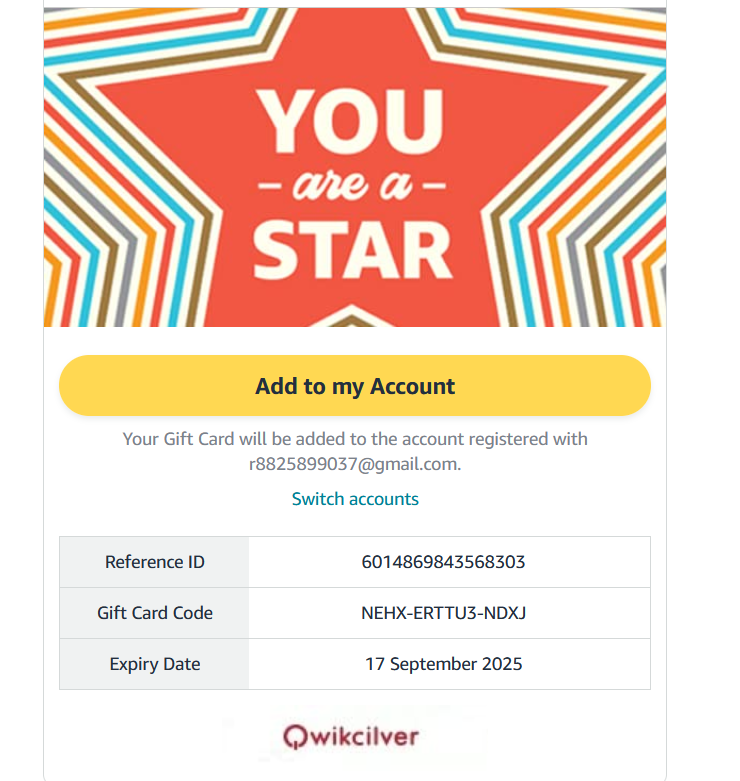 YOU
– are a –
STAR
Add to my Account
Your Gift Card will be added to the account registered with
r8825899037@gmail.com.
Switch accounts
Reference ID 6014869843568303
Gift Card Code NEHX-ERTTU3-NDXJ
Expiry Date 17 September 2025
Qwikcilver